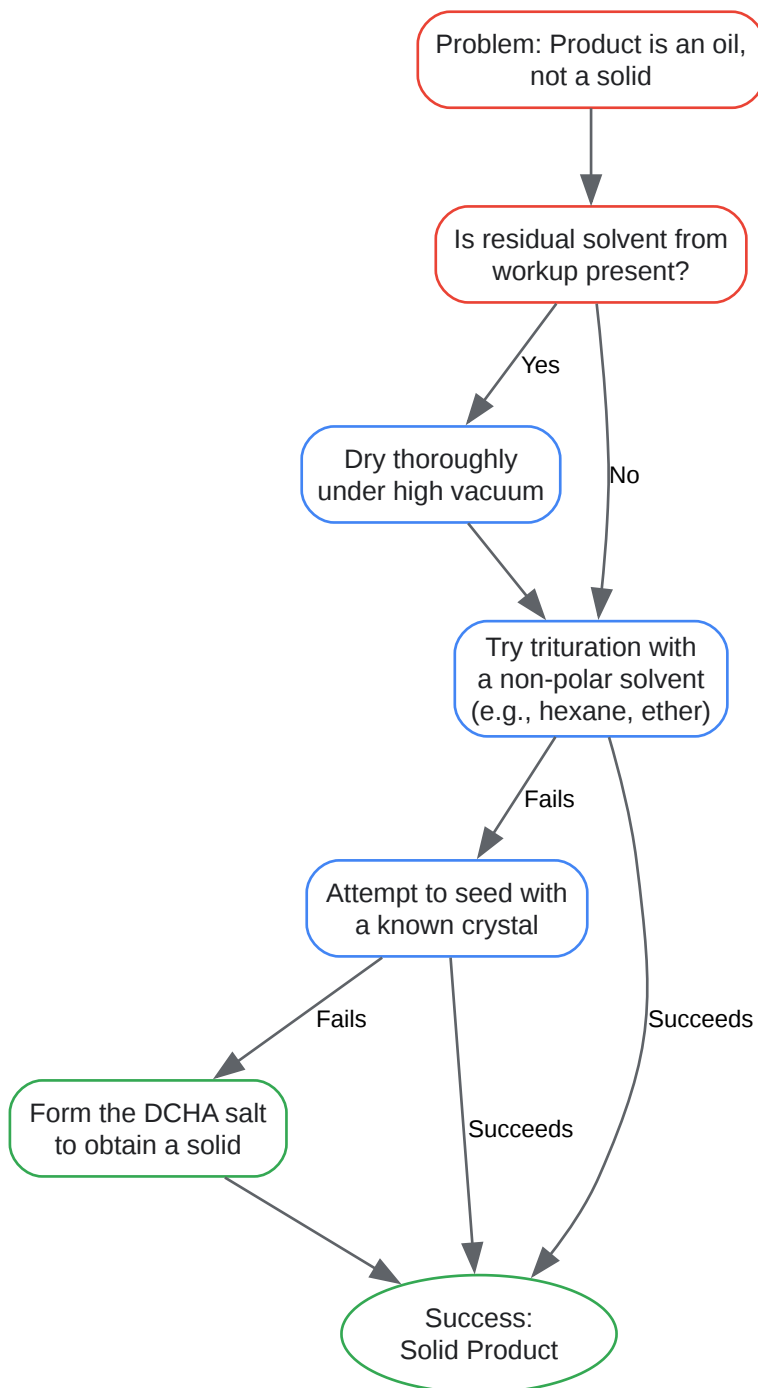 Problem: Product is an oil,
not a solid
Is residual solvent from
workup present?
Yes
Dry thoroughly
under high vacuum
No
Try trituration with
a non-polar solvent
(e.g., hexane, ether)
Fails
Attempt to seed with
a known crystal
Fails
Succeeds
Form the DCHA salt
to obtain a solid
Succeeds
Success:
Solid Product